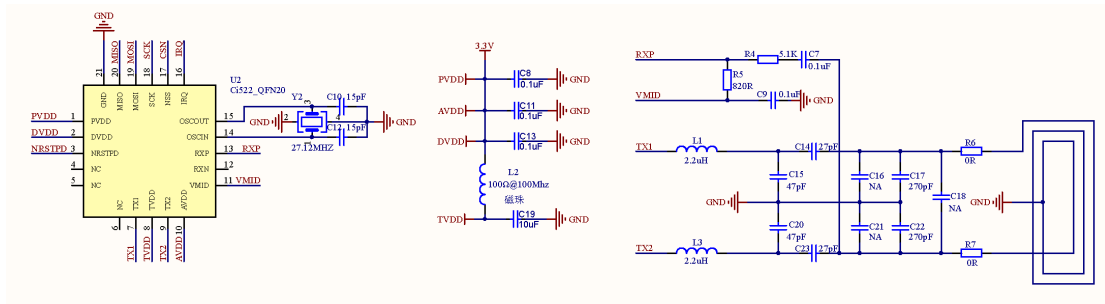 GND
MISO
MOSI
SCK
CSN
IRQ
21
20
19
18
17
16
U2
Ci522_QFN20
GND
MISO
MOSI
SCK
NSS
IRQ
PVDD
1
PVDD
DVDD
2
DVDD
NRSTPD
3
NRSTPD
4
NC
5
NC
OSCOUT
15
OSCIN
14
RXP
13
RXP
RXN
12
VMID
11
VMID
NC
TX1
TVDD
TX2
AVDD
6
7
8
9
10
TX1
TVDD
TX2
AVDD
Y2
3
C10
15pF
GND
2
4
GND
1
C12
15pF
27.12MHZ
3.3V
PVDD
C8
0.1uF
GND
AVDD
C11
0.1uF
GND
DVDD
C13
0.1uF
GND
L2
100Ω@100Mhz
磁珠
TVDD
C19
10uF
GND
RXP
R4
5.1K
C7
0.1uF
R5
820R
VMID
C9
0.1uF
GND
TX1
L1
2.2uH
C14
27pF
R6
0R
C15
47pF
C16
NA
C17
270pF
C18
NA
GND
GND
C20
47pF
C21
NA
C22
270pF
TX2
L3
2.2uH
C23
27pF
R7
0R